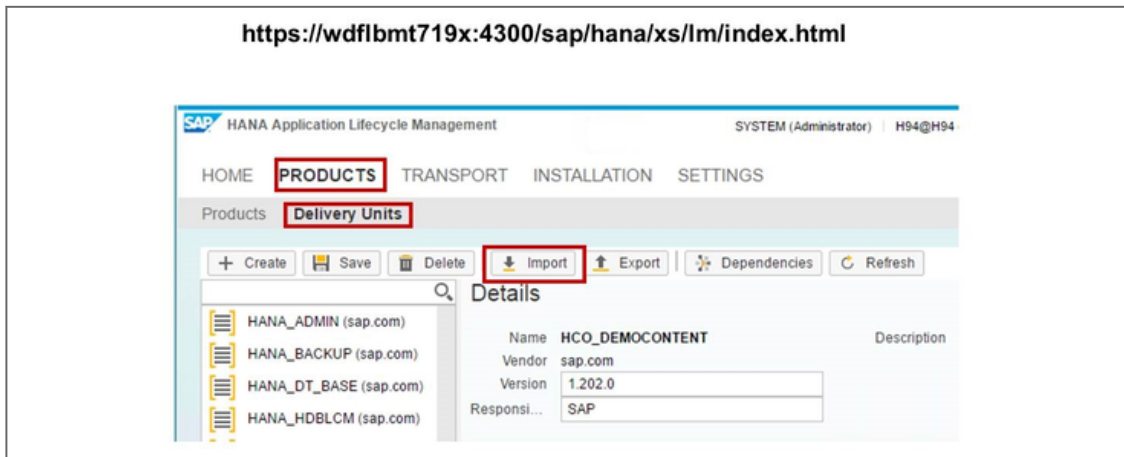 https://wdflbmt719x:4300/sap/hana/xs/lm/index.html
SAP HANA Application Lifecycle Management SYSTEM (Administrator) H94@H94
HOME PRODUCTS TRANSPORT INSTALLATION SETTINGS
Products Delivery Units
Create Save Delete Import Export Dependencies Refresh
Details
HANA_ADMIN (sap.com)
HANA_BACKUP (sap.com)
HANA_DT_BASE (sap.com)
HANA_HDBLCM (sap.com)
Name HCO_DEMOCONTENT Description
Vendor sap.com
Version 1.202.0
Responsi... SAP